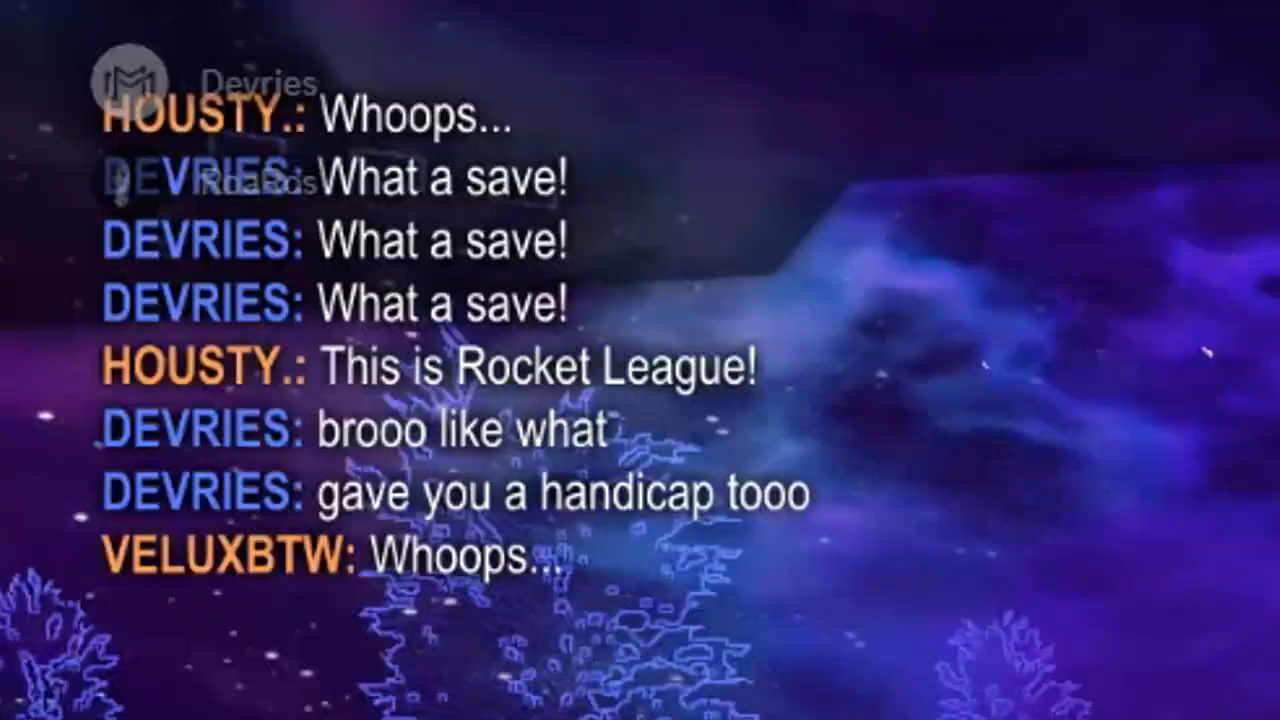 Devries
HOUSTY.: Whoops...
DEVRIES: What a save!
DEVRIES: What a save!
DEVRIES: What a save!
HOUSTY.: This is Rocket League!
DEVRIES: brooo like what
DEVRIES: gave you a handicap tooo
VELUXBTW: Whoops...